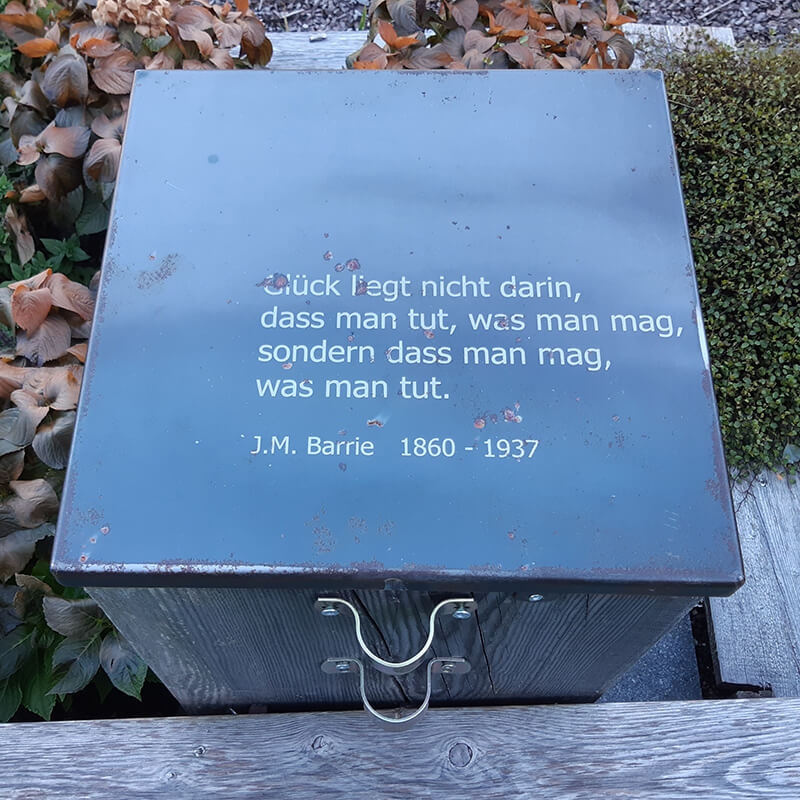 Glück liegt nicht darin,
dass man tut, was man mag,
sondern dass man mag,
was man tut.
J.M. Barrie 1860 - 1937